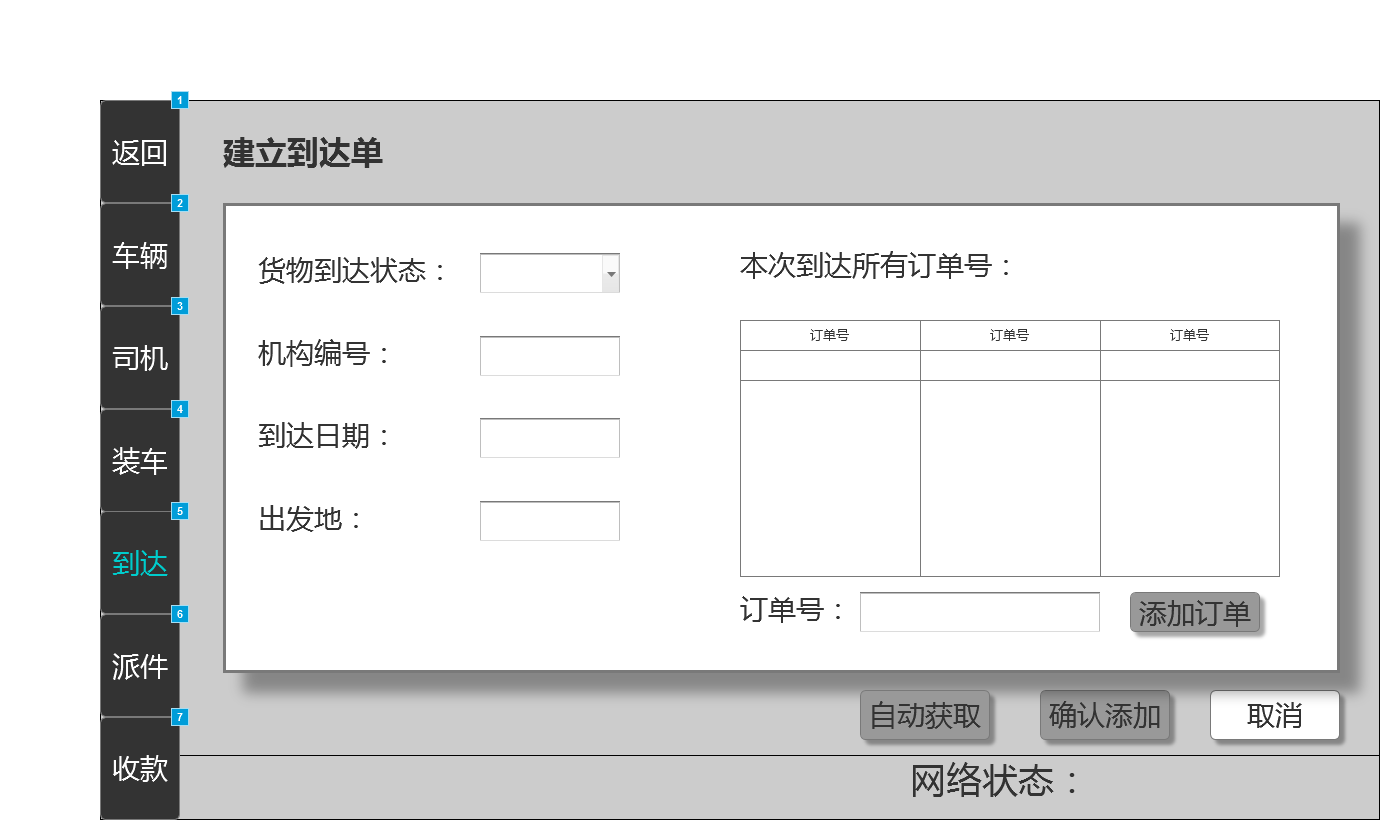 1
返回
2
车辆
3
司机
4
装车
5
到达
6
派件
7
收款
建立到达单
货物到达状态：
机构编号：
到达日期：
出发地：
本次到达所有订单号：
订单号 订单号 订单号
订单号： 添加订单
自动获取 确认添加 取消
网络状态：